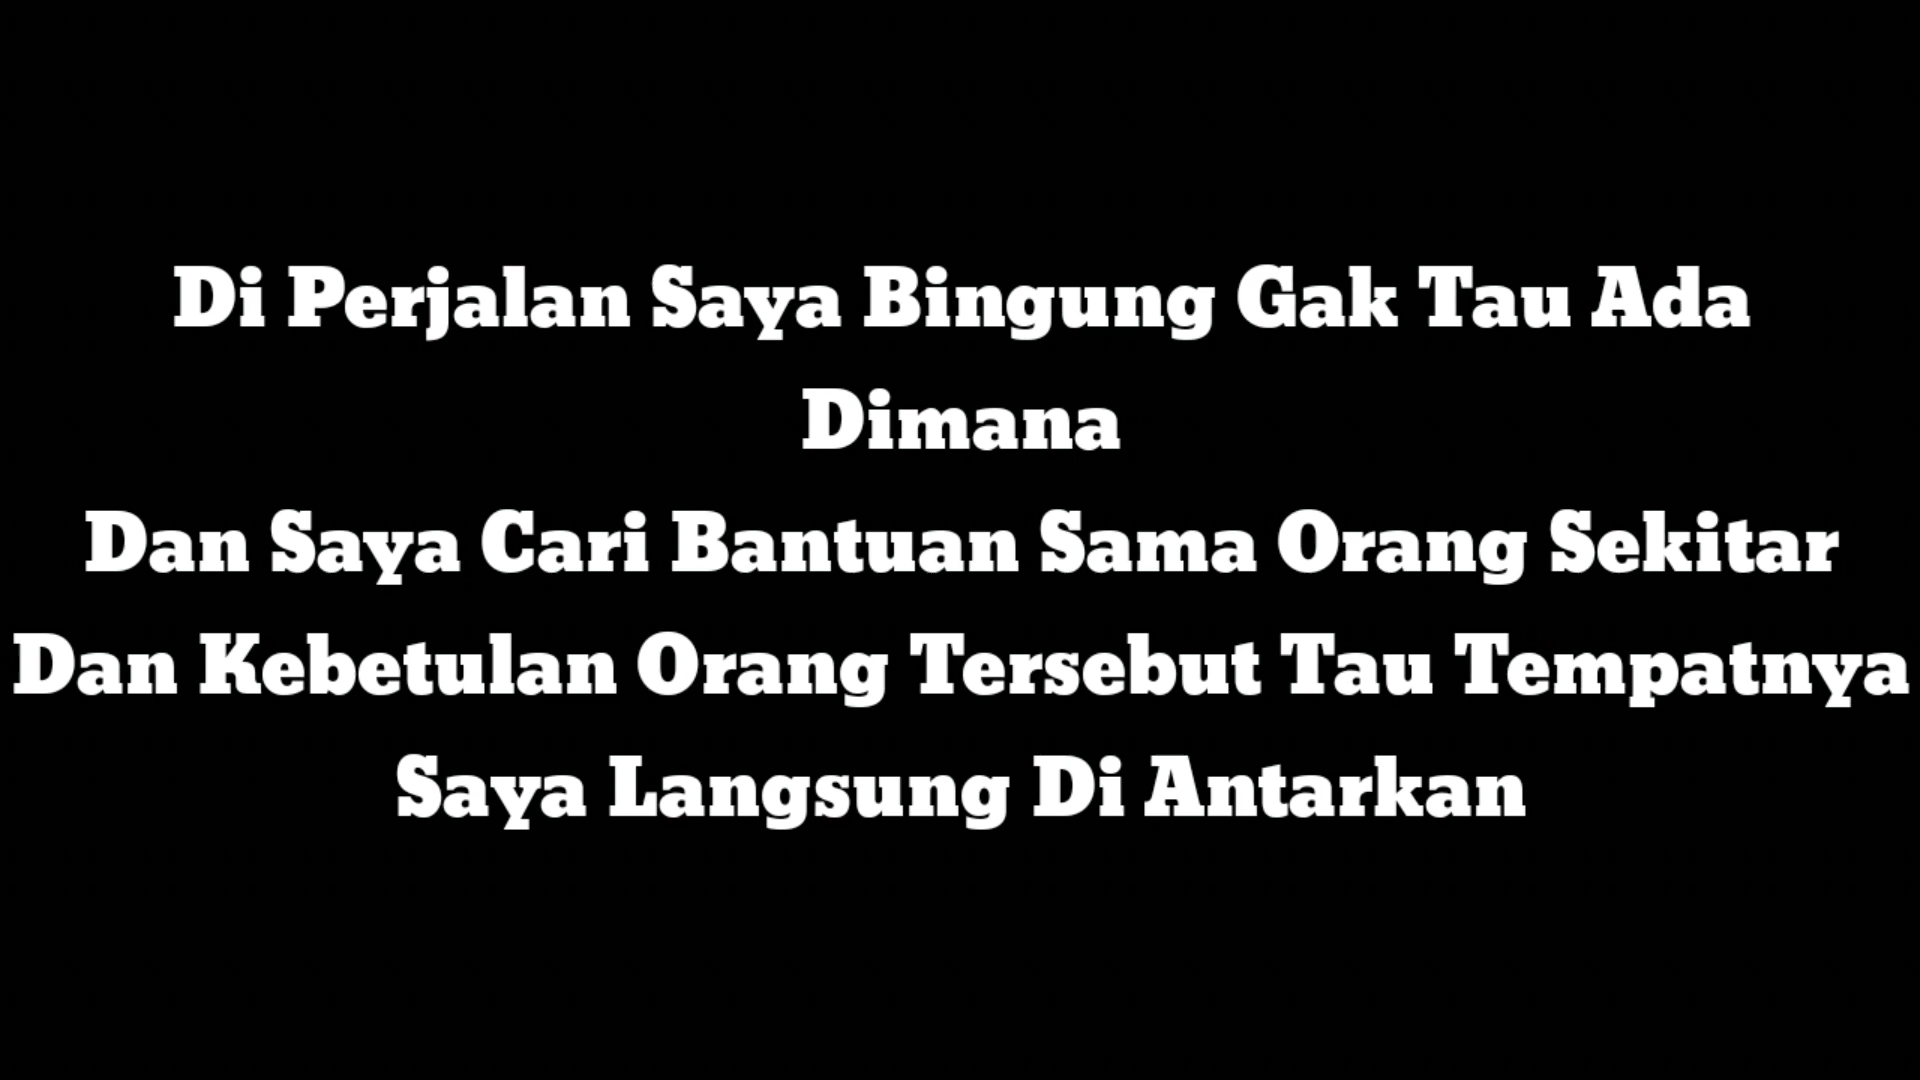 Di Perjalan Saya Bingung Gak Tau Ada
Dimana
Dan Saya Cari Bantuan Sama Orang Sekitar
Dan Kebetulan Orang Tersebut Tau Tempatnya
Saya Langsung Di Antarkan